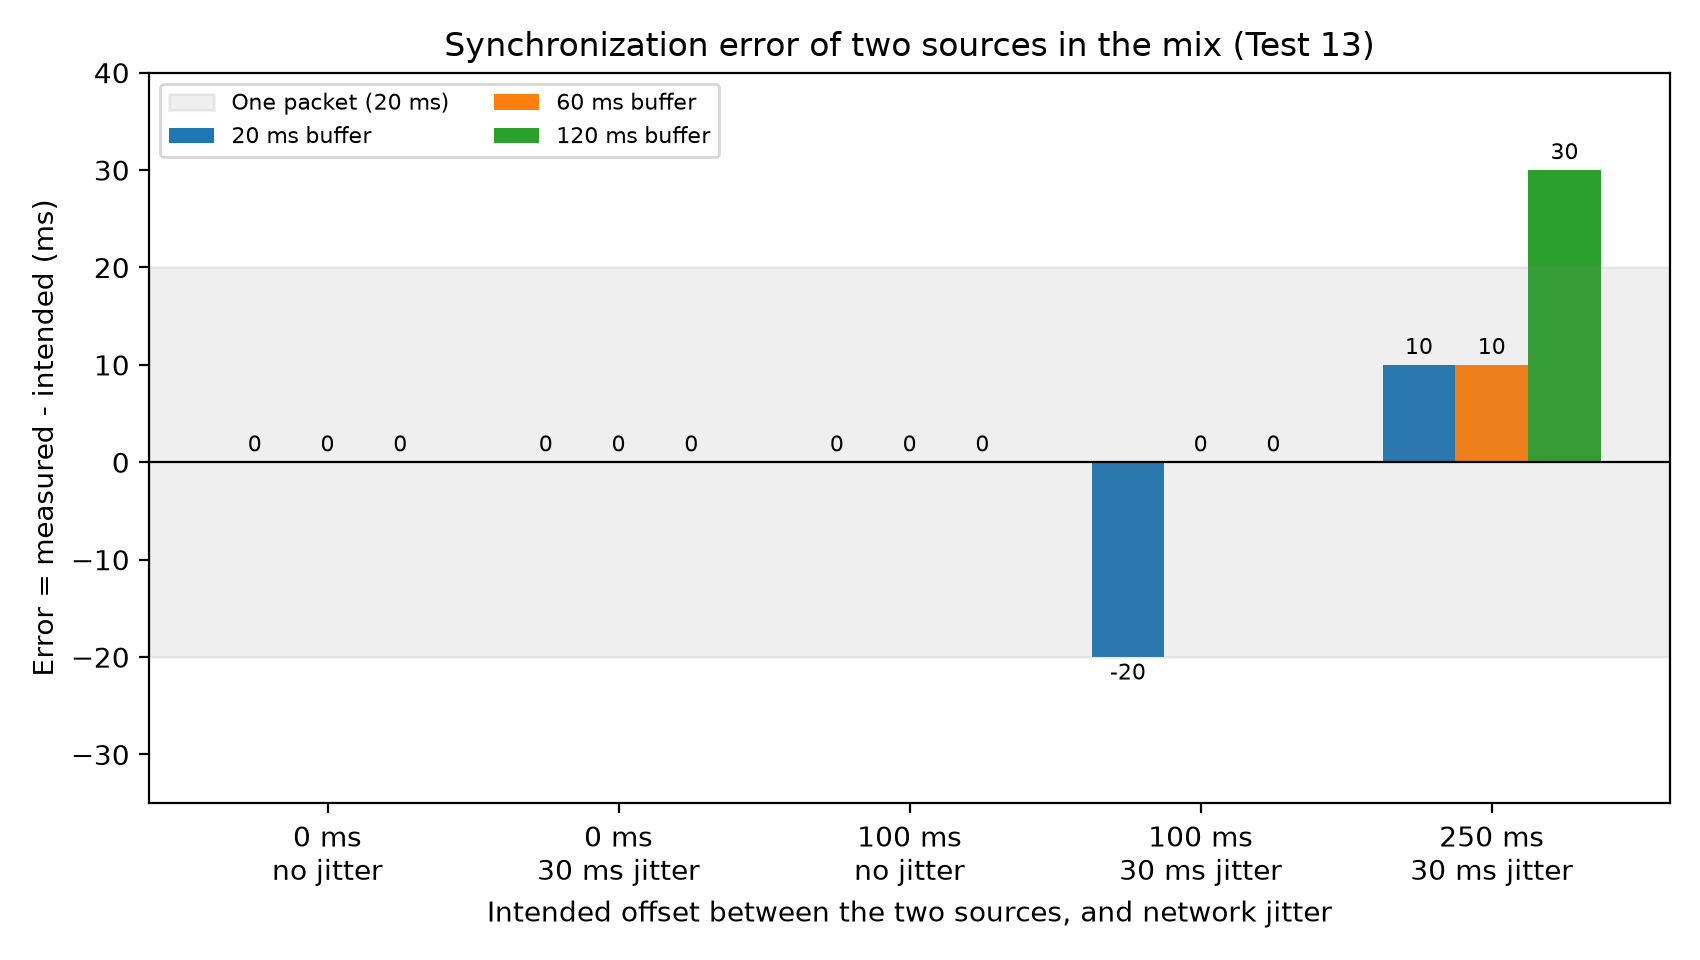 Synchronization error of two sources in the mix (Test 13)
One packet (20 ms)
20 ms buffer
60 ms buffer
120 ms buffer
Error = measured - intended (ms)
40
30
20
10
0
−10
−20
−30
0 0 0
0 0 0
0 0 0
-20 0 0
10 10 30
0 ms
no jitter
0 ms
30 ms jitter
100 ms
no jitter
100 ms
30 ms jitter
250 ms
30 ms jitter
Intended offset between the two sources, and network jitter